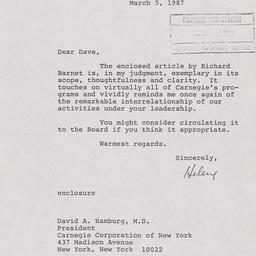 March 5, 1987
CARNEGIE CORPORATION
Dear Dave,
The enclosed article by Richard
Barnet is, in my judgment, exemplary in its
scope, thoughtfulness and clarity. It
touches on virtually all of Carnegie's pro-
grams and vividly reminds me once again of
the remarkable interrelationship of our
activities under your leadership.
You might consider circulating it
to the Board if you think it appropriate.
Warmest regards.
Sincerely,
Helene
enclosure
David A. Hamburg, M.D.
President
Carnegie Corporation of New York
437 Madison Avenue
New York, New York 10022